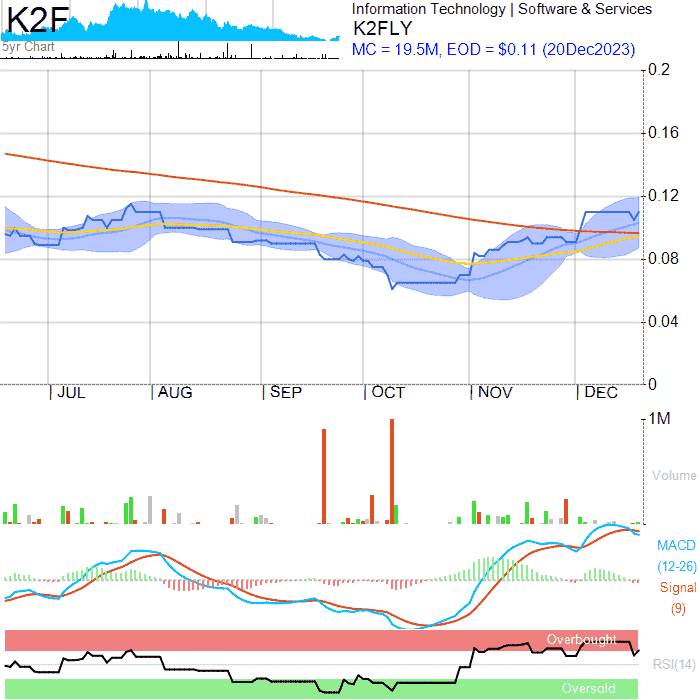 K2F
5yr Chart
Information Technology | Software & Services
K2FLY
MC = 19.5M, EOD = $0.11 (20Dec2023)
0.2
0.16
0.12
0.08
0.04
0
JUL AUG SEP OCT NOV DEC
1M
Volume
MACD
(12-26)
Signal
(9)
Overbought
RSI(14)
Oversold